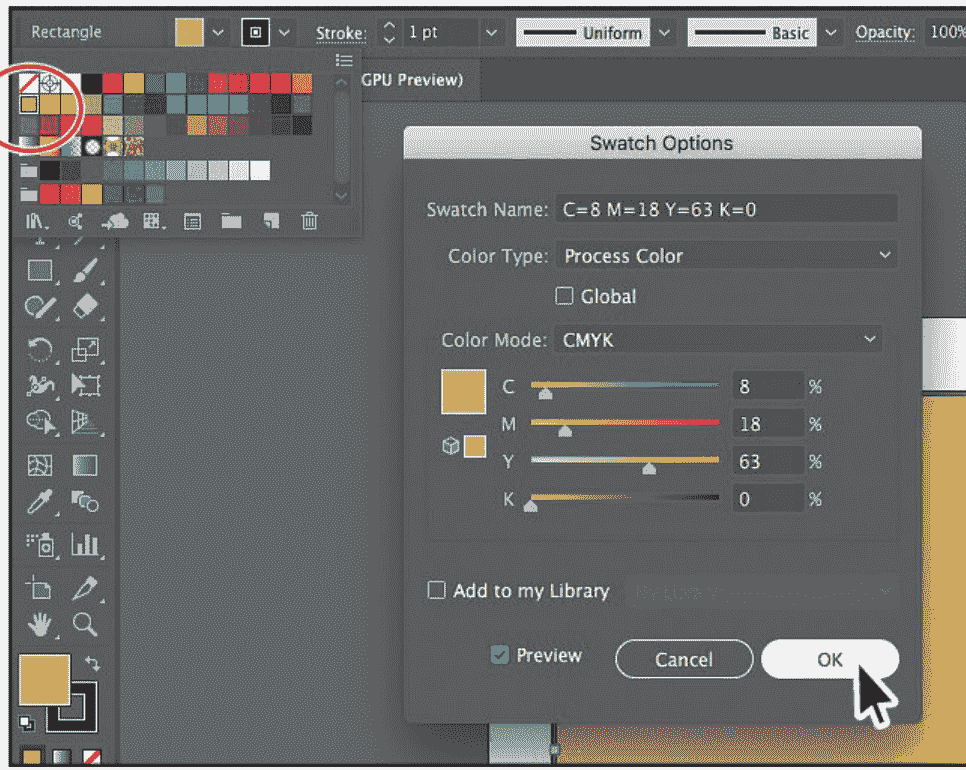 Rectangle
Stroke: 1 pt Uniform Basic Opacity: 100%
GPU Preview)
Swatch Options
Swatch Name: C=8 M=18 Y=63 K=0
Color Type: Process Color
Global
Color Mode: CMYK
C 8 %
M 18 %
Y 63 %
K 0 %
Add to my Library
Preview Cancel OK